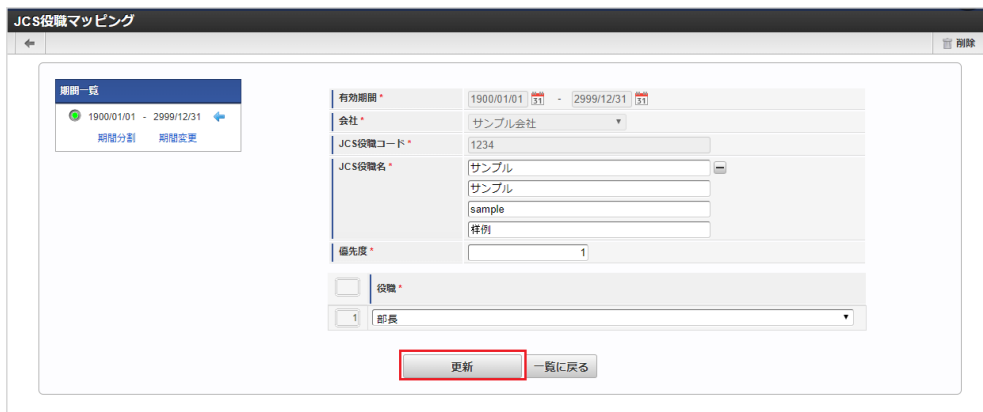 JCS役職マッピング
削除
期間一覧
1900/01/01 - 2999/12/31
期間分割 期間変更
有効期間 * 1900/01/01 31 - 2999/12/31 31
会社 * サンプル会社
JCS役職コード * 1234
JCS役職名 * サンプル
サンプル
sample
样例
優先度 * 1
役職 *
1 部長
更新 一覧に戻る